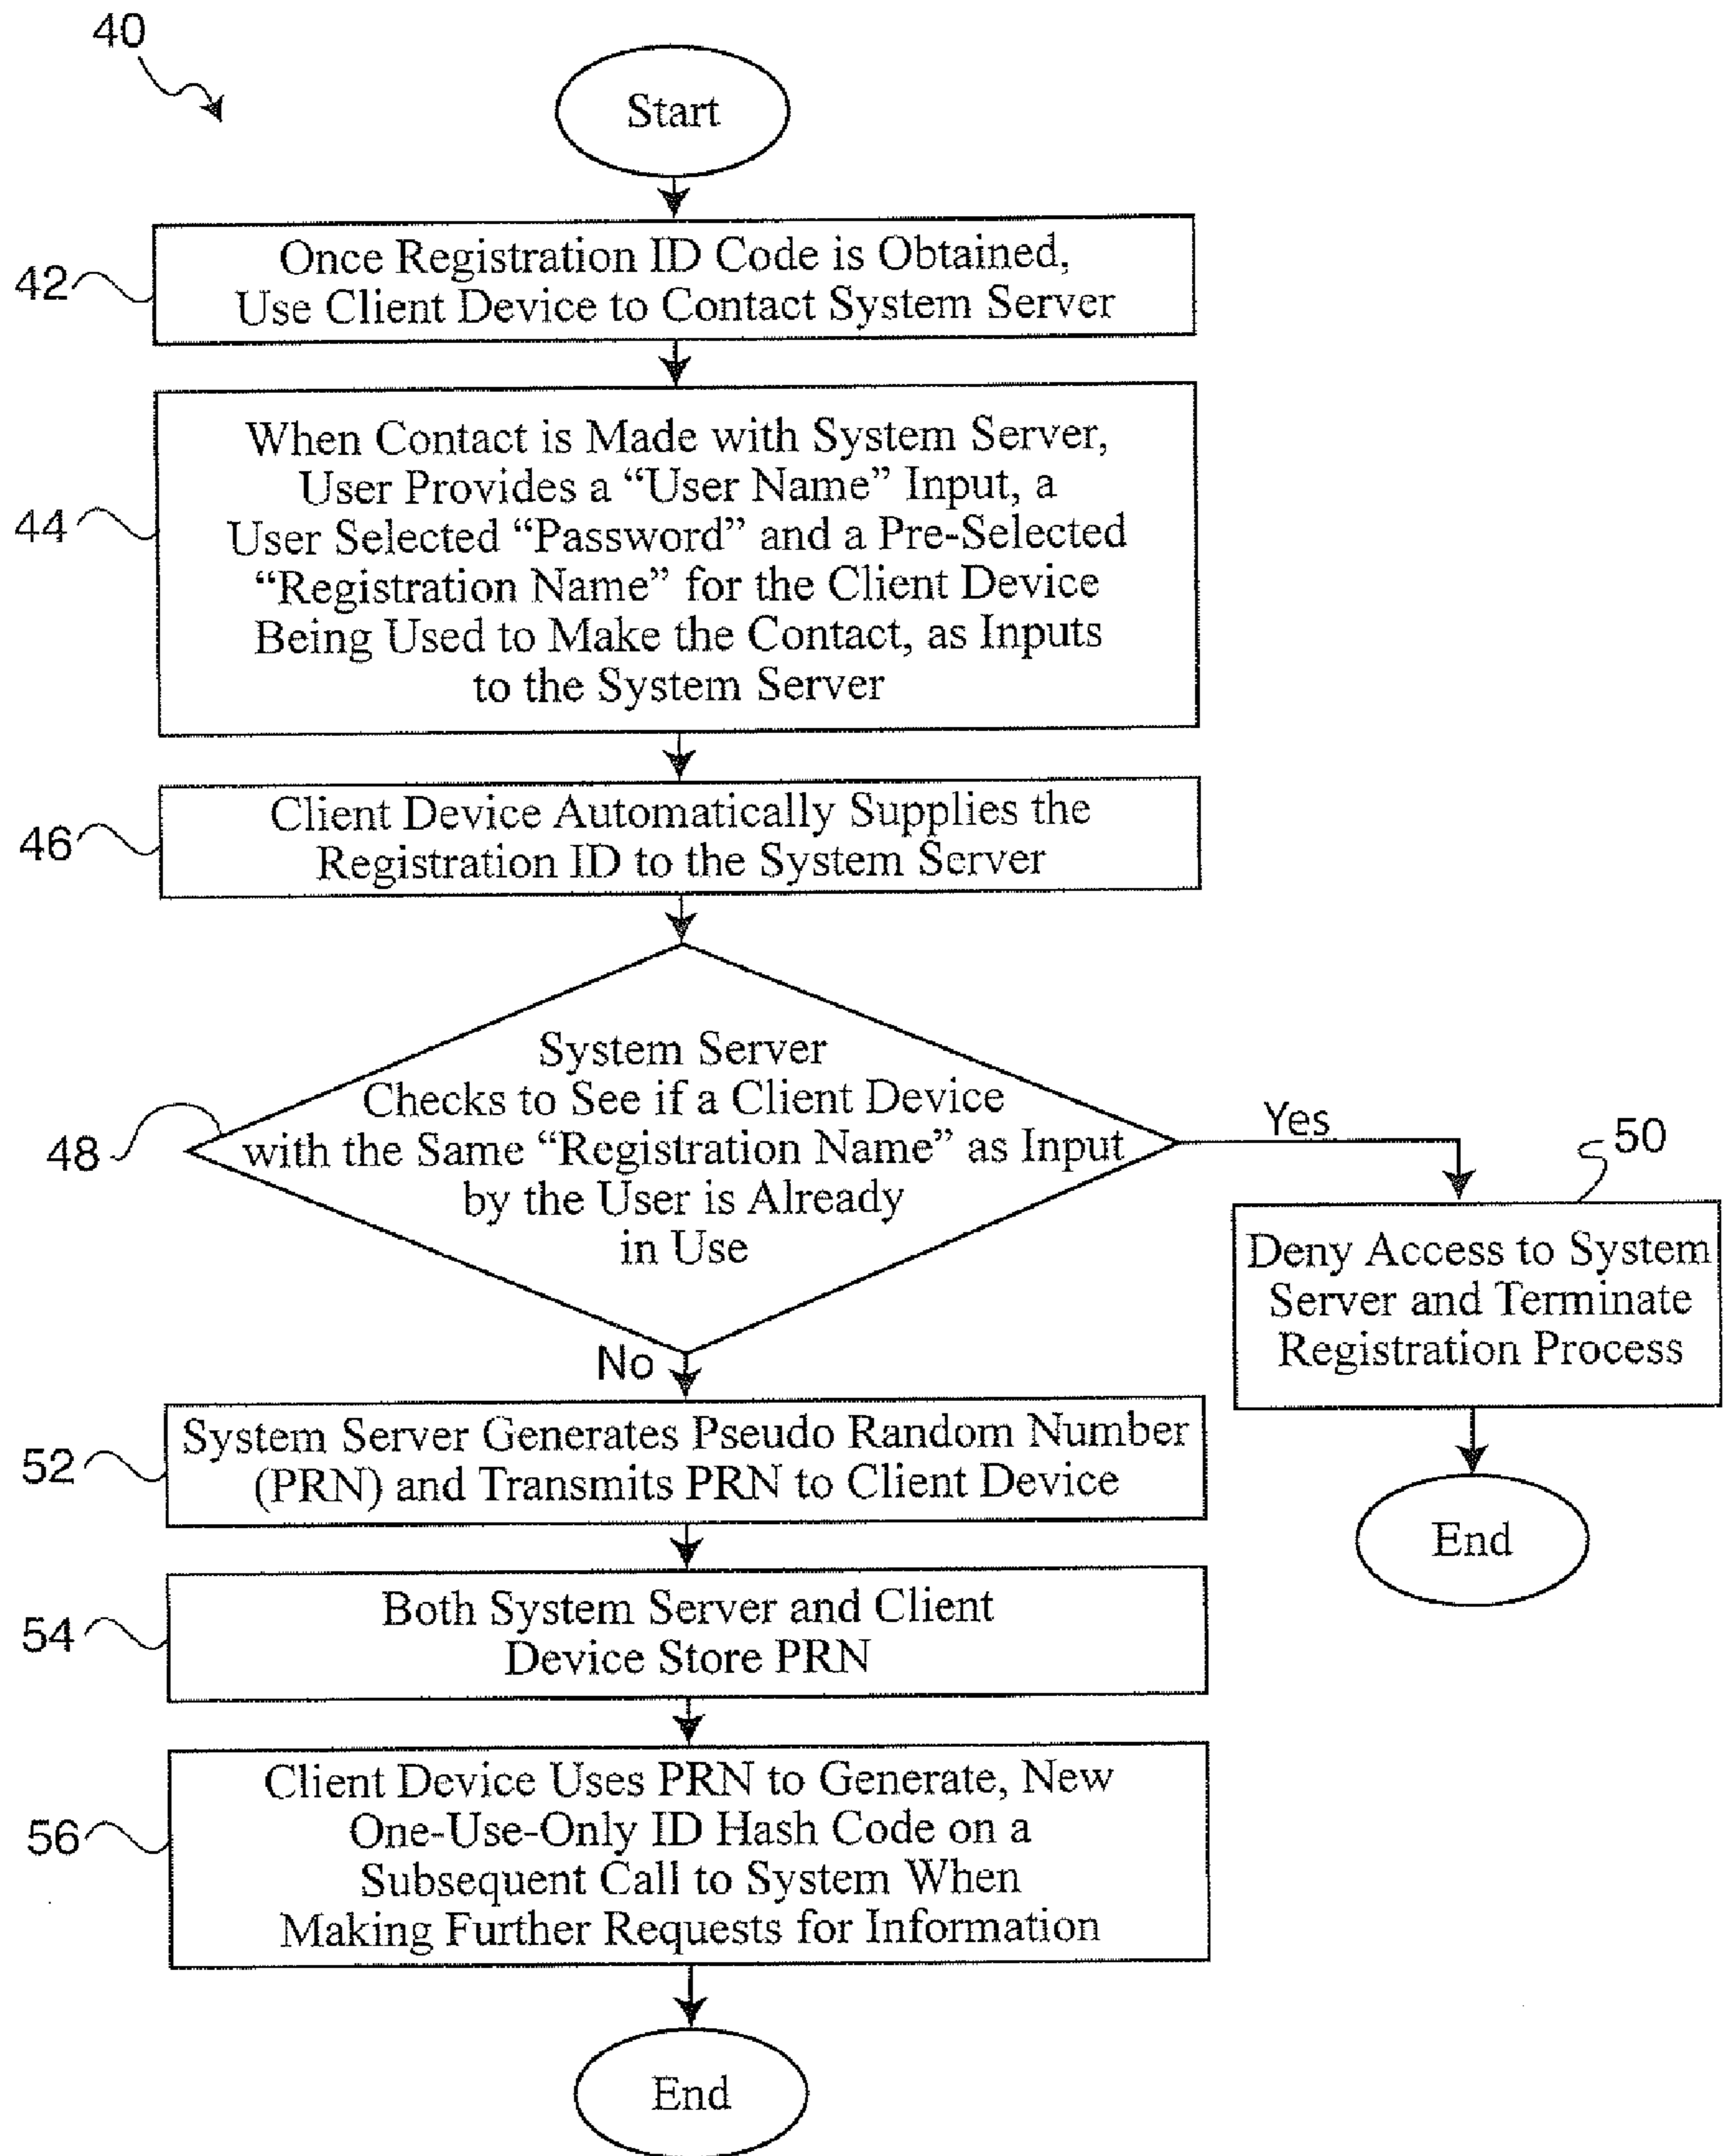 40
Start
42
Once Registration ID Code is Obtained,
Use Client Device to Contact System Server
44
When Contact is Made with System Server,
User Provides a “User Name” Input, a
User Selected “Password” and a Pre-Selected
“Registration Name” for the Client Device
Being Used to Make the Contact, as Inputs
to the System Server
46
Client Device Automatically Supplies the
Registration ID to the System Server
48
System Server
Checks to See if a Client Device
with the Same “Registration Name” as Input
by the User is Already
in Use
Yes
50
Deny Access to System
Server and Terminate
Registration Process
End
No
52
System Server Generates Pseudo Random Number
(PRN) and Transmits PRN to Client Device
54
Both System Server and Client
Device Store PRN
56
Client Device Uses PRN to Generate, New
One-Use-Only ID Hash Code on a
Subsequent Call to System When
Making Further Requests for Information
End